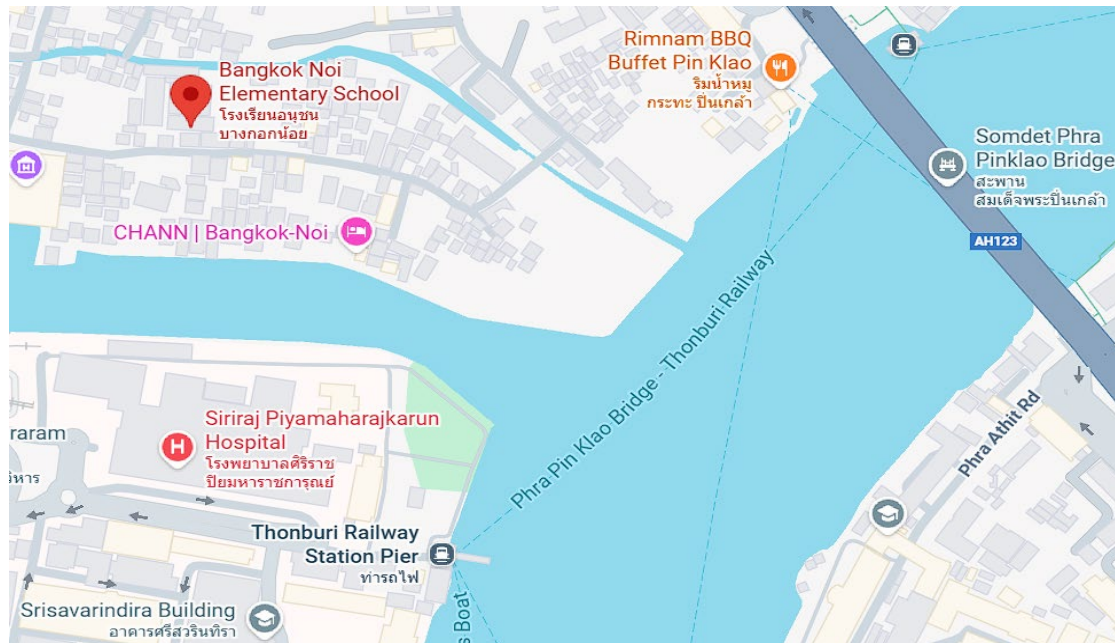 Rimnam BBQ
Buffet Pin Klao
ริมน้ำหมู
กระทะ ปิ่นเกล้า
Bangkok Noi
Elementary School
โรงเรียนอนุชน
บางกอกน้อย
Somdet Phra
Pinklao Bridge
สะพาน
สมเด็จพระปิ่นเกล้า
CHANN | Bangkok-Noi
AH123
Phra Pin Klao Bridge - Thonburi Railway
Siriraj Piyamaharajkarun
Hospital
โรงพยาบาลศิริราช
ปิยมหาราชการุณย์
H
raram
วิหาร
Phra Athit Rd
Thonburi Railway
Station Pier
ท่ารถไฟ
Srisavarindira Building
อาคารศรีสวรินทิรา
s Boat